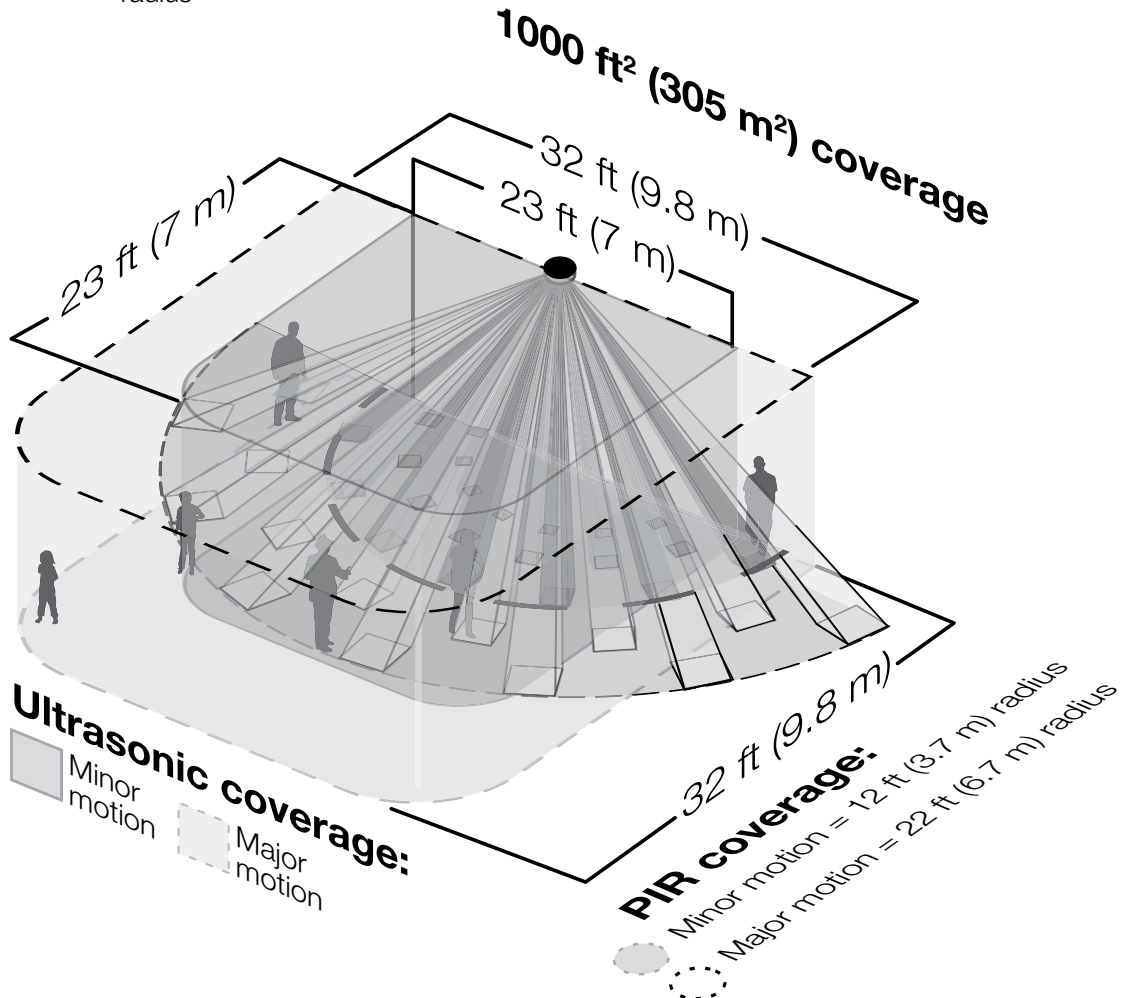 radius
1000 ft² (305 m²) coverage
32 ft (9.8 m)
23 ft (7 m)
23 ft (7 m)
32 ft (9.8 m)
Ultrasonic coverage:
Minor
motion
Major
motion
PIR coverage:
Minor motion = 12 ft (3.7 m) radius
Major motion = 22 ft (6.7 m) radius